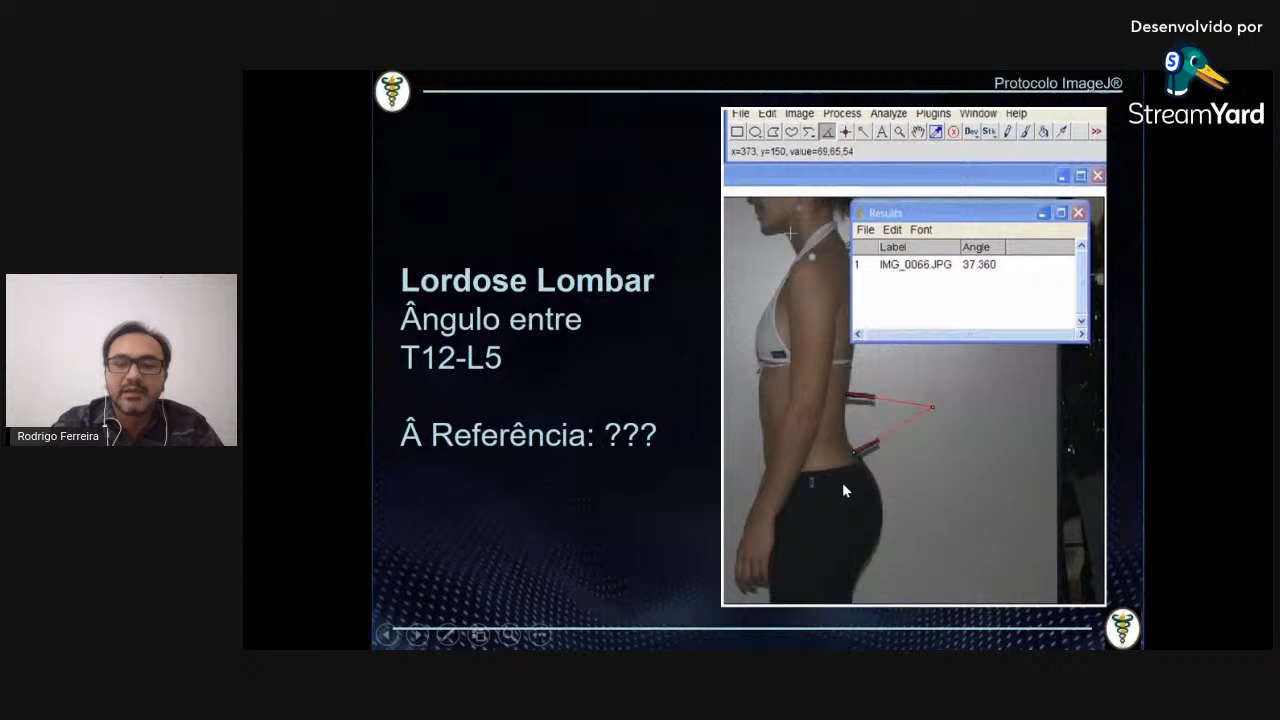 Desenvolvido por
StreamYard
Protocolo ImageJ®
File Edit Image Process Analyze Plugins Window Help
A Dev Stk >>
x=373, y=150, value=69,65,54
Results
File Edit Font
Label Angle
1 IMG_0066.JPG 37.360
Lordose Lombar
Ângulo entre
T12-L5
Â Referência: ???
Rodrigo Ferreira